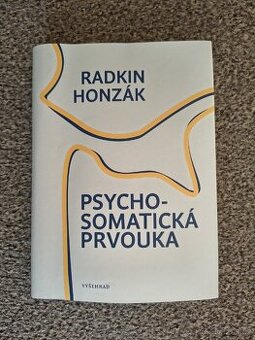 RADKIN
HONZÁK
PSYCHO-
SOMATICKÁ
PRVOUKA
VYŠEHRAD